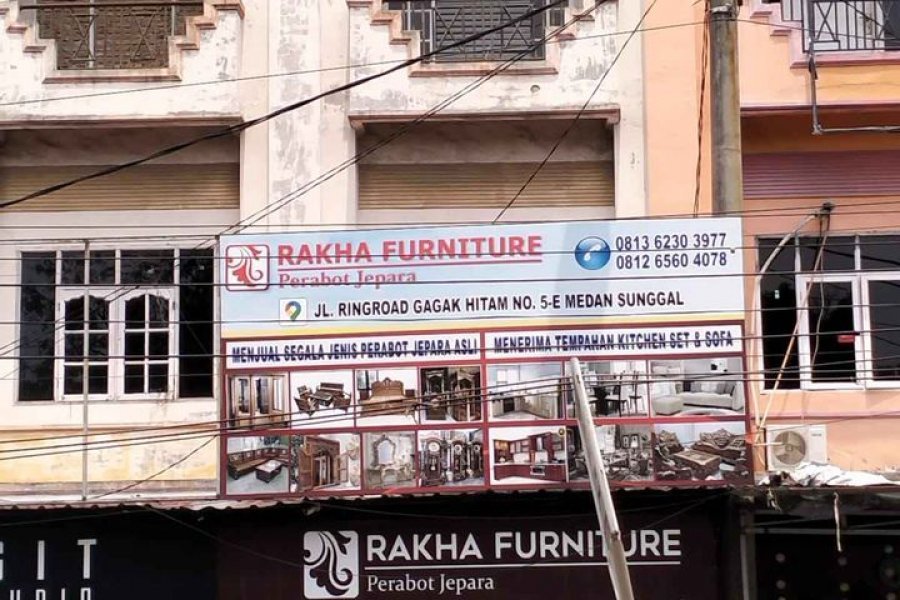 RAKHA FURNITURE
Perabot Jepara
0813 6230 3977
0812 6560 4078
JL. RINGROAD GAGAK HITAM NO. 5-E MEDAN SUNGGAL
MENJUAL SEGALA JENIS PERABOT JEPARA ASLI
MENERIMA TEMPAHAN KITCHEN SET & SOFA
RAKHA FURNITURE
Perabot Jepara
GIT